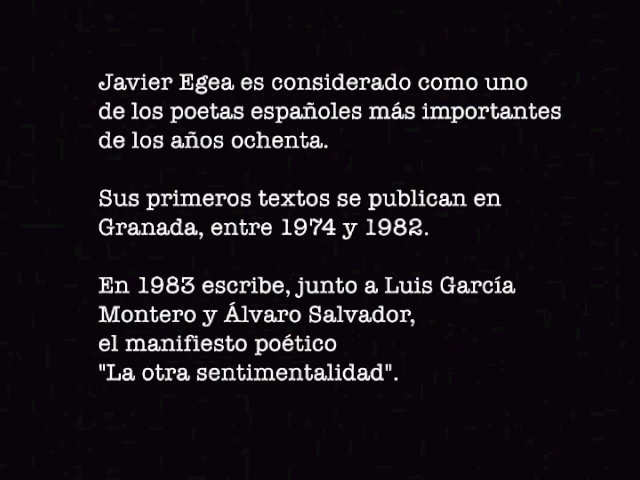 Javier Egea es considerado como uno
de los poetas españoles más importantes
de los años ochenta.
Sus primeros textos se publican en
Granada, entre 1974 y 1982.
En 1983 escribe, junto a Luis García
Montero y Álvaro Salvador,
el manifiesto poético
"La otra sentimentalidad".